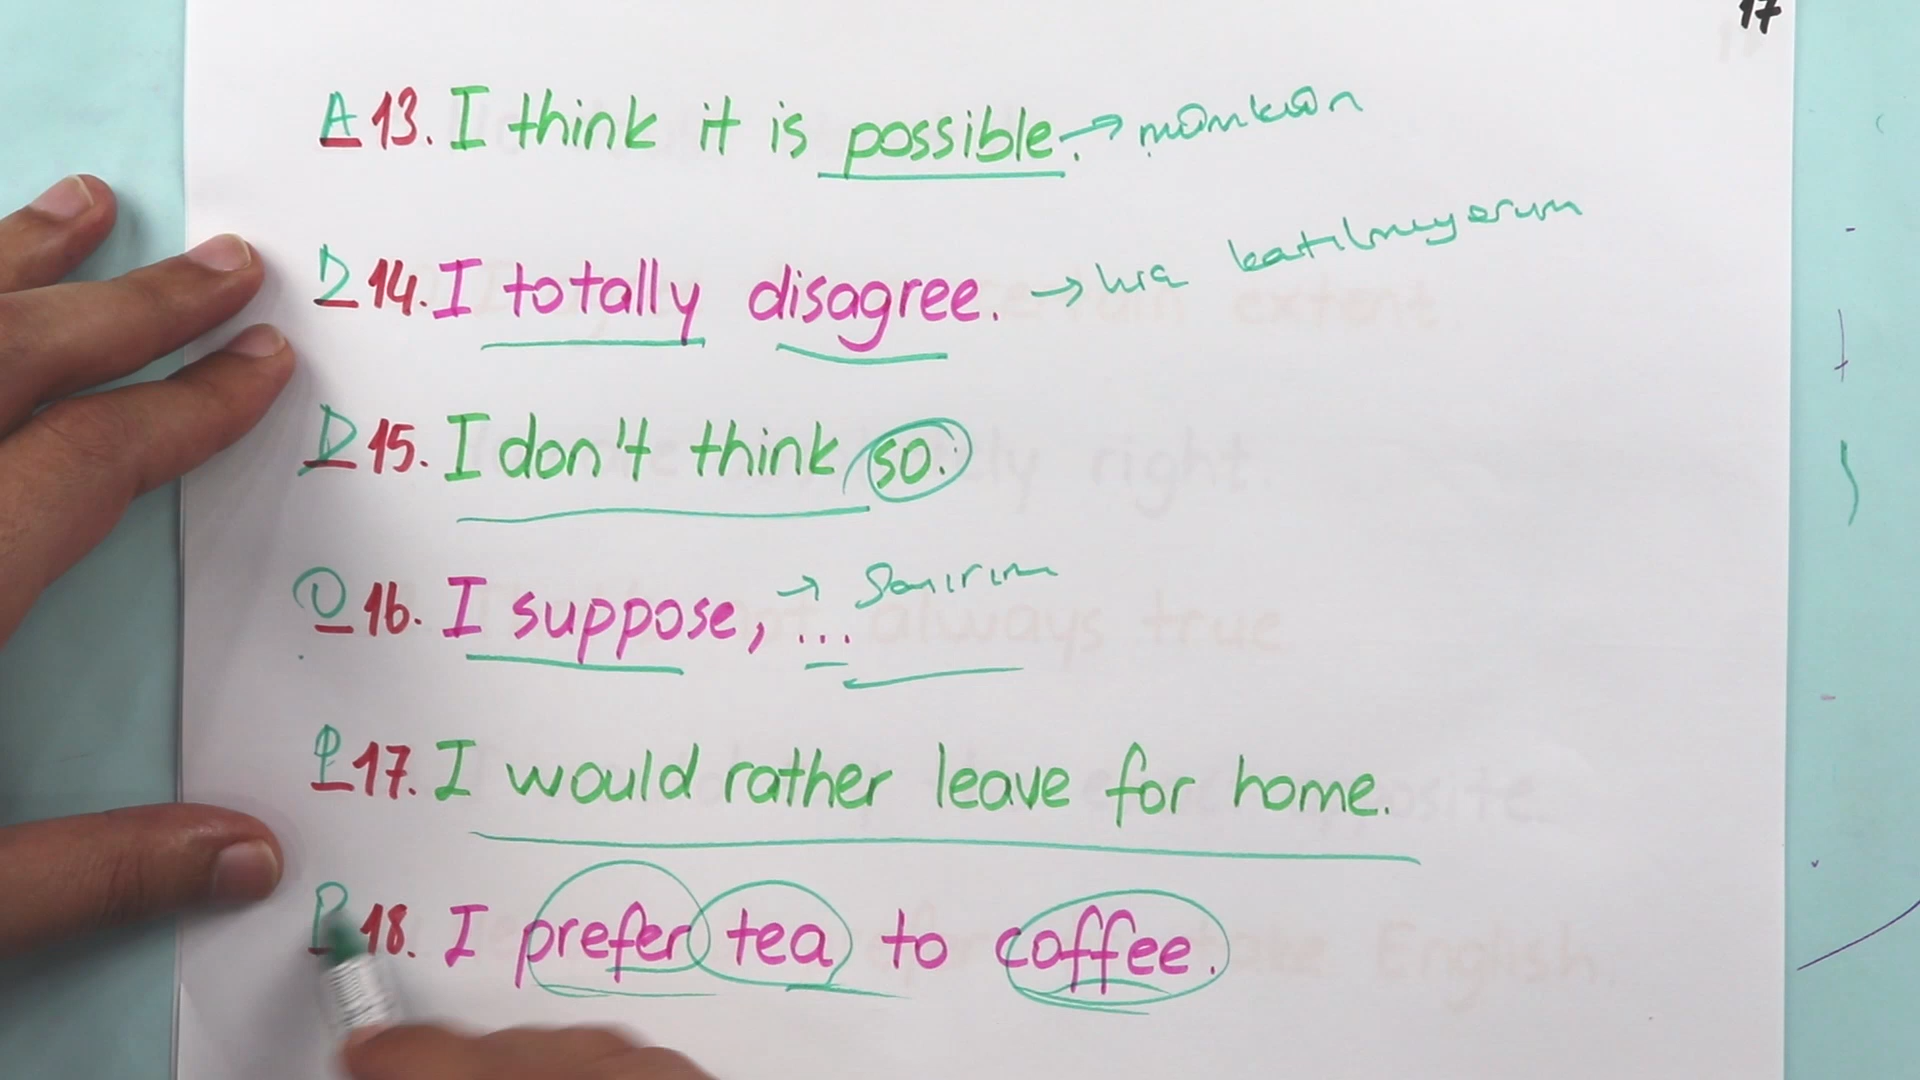 17
A 13. I think it is possible. → mümkün
D 14. I totally disagree. → hiç katılmıyorum
D 15. I don't think so.
O 16. I suppose, ... → Sanırım
P 17. I would rather leave for home.
P 18. I prefer tea to coffee.